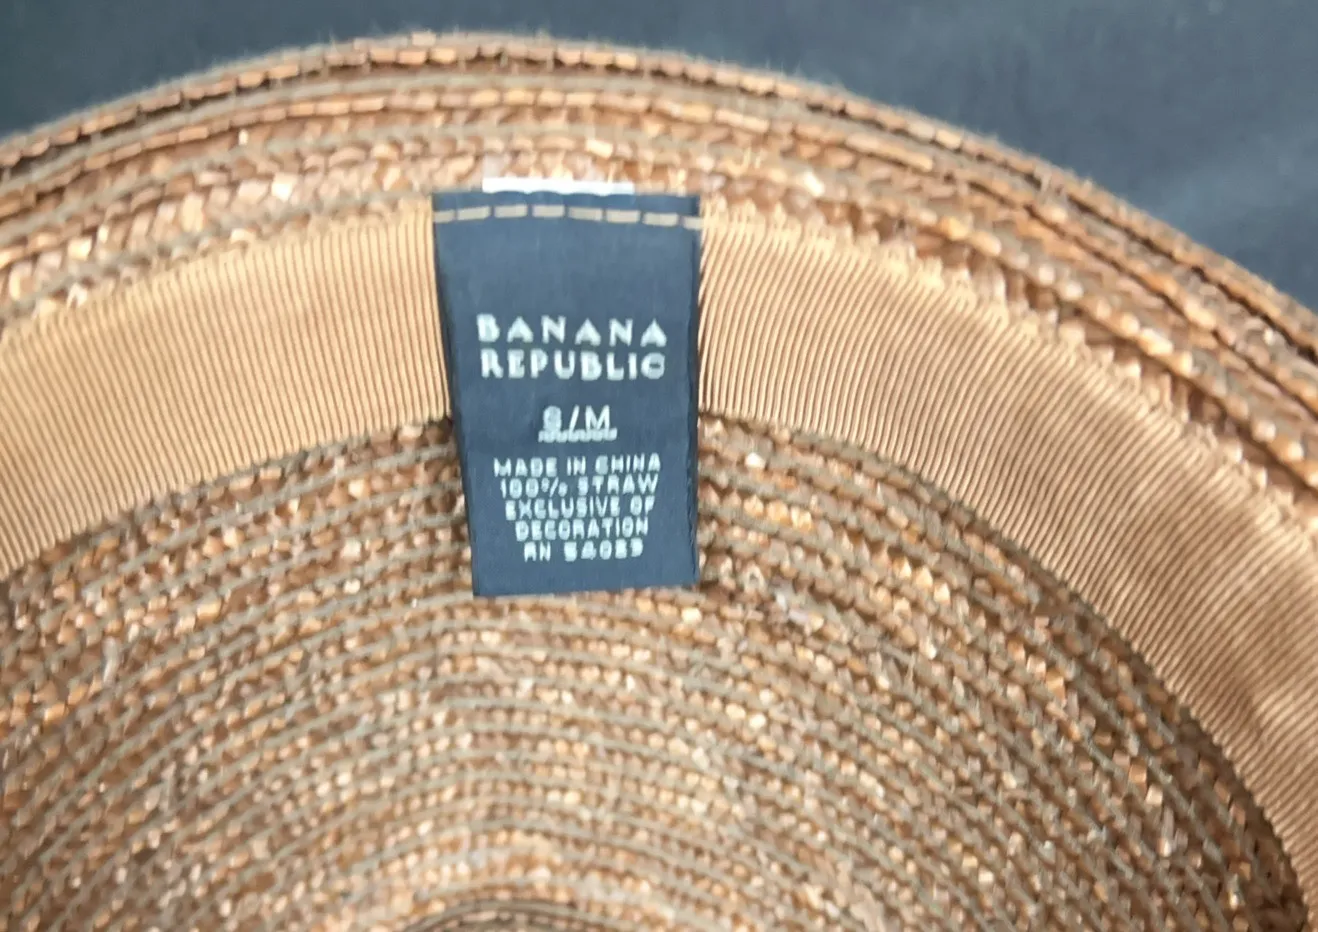 BANANA
REPUBLIC
S/M
MADE IN CHINA
100% STRAW
EXCLUSIVE OF
DECORATION
RN 54023